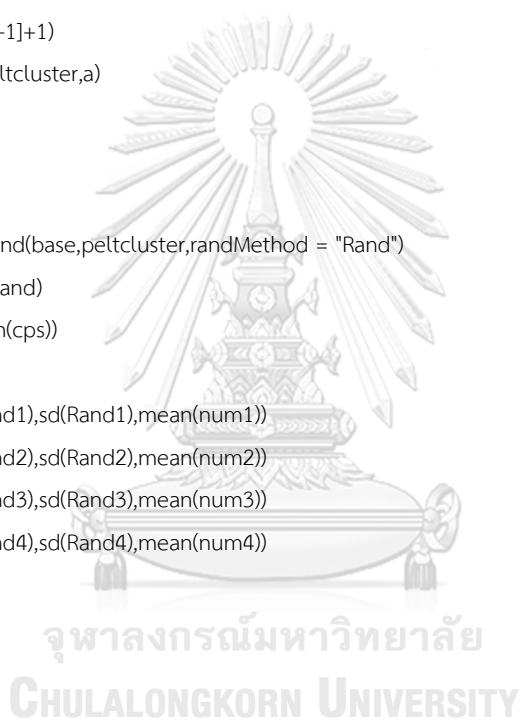 -1]+1)
ltcluster,a)
nd(base,peltcluster,randMethod = "Rand")
and)
n(cps))
nd1),sd(Rand1),mean(num1))
nd2),sd(Rand2),mean(num2))
nd3),sd(Rand3),mean(num3))
nd4),sd(Rand4),mean(num4))
จุฬาลงกรณ์มหาวิทยาลัย
CHULALONGKORN UNIVERSITY